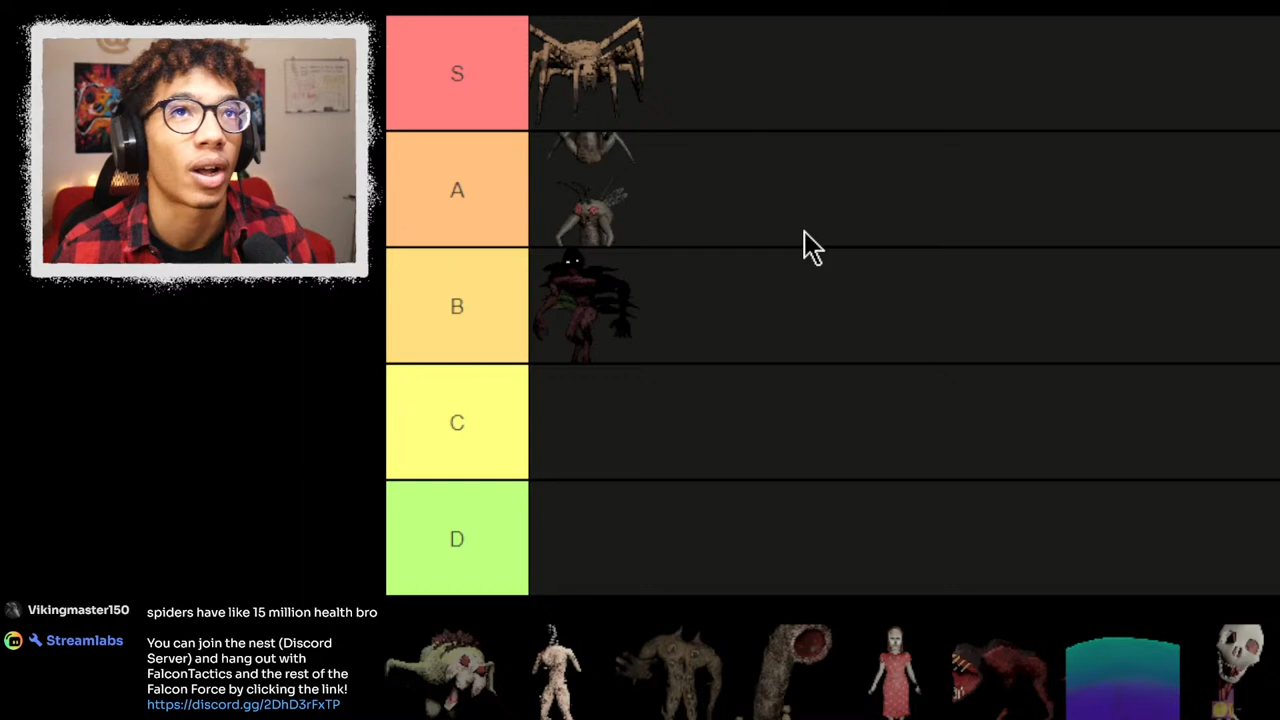 S
A
B
C
D
Vikingmaster150 spiders have like 15 million health bro
Streamlabs You can join the nest (Discord
Server) and hang out with
FalconTactics and the rest of the
Falcon Force by clicking the link!
https://discord.gg/2DhD3rFxTP